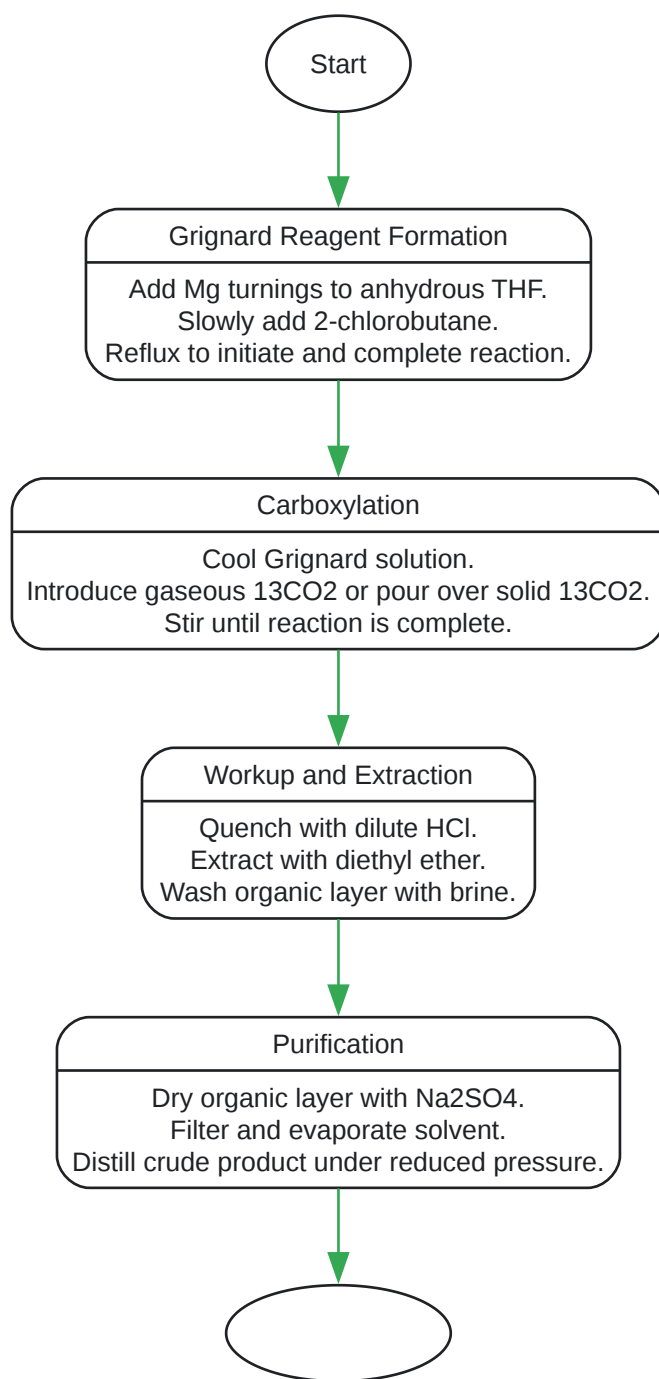 Start
Grignard Reagent Formation
Add Mg turnings to anhydrous THF.
Slowly add 2-chlorobutane.
Reflux to initiate and complete reaction.
Carboxylation
Cool Grignard solution.
Introduce gaseous 13CO2 or pour over solid 13CO2.
Stir until reaction is complete.
Workup and Extraction
Quench with dilute HCl.
Extract with diethyl ether.
Wash organic layer with brine.
Purification
Dry organic layer with Na2SO4.
Filter and evaporate solvent.
Distill crude product under reduced pressure.